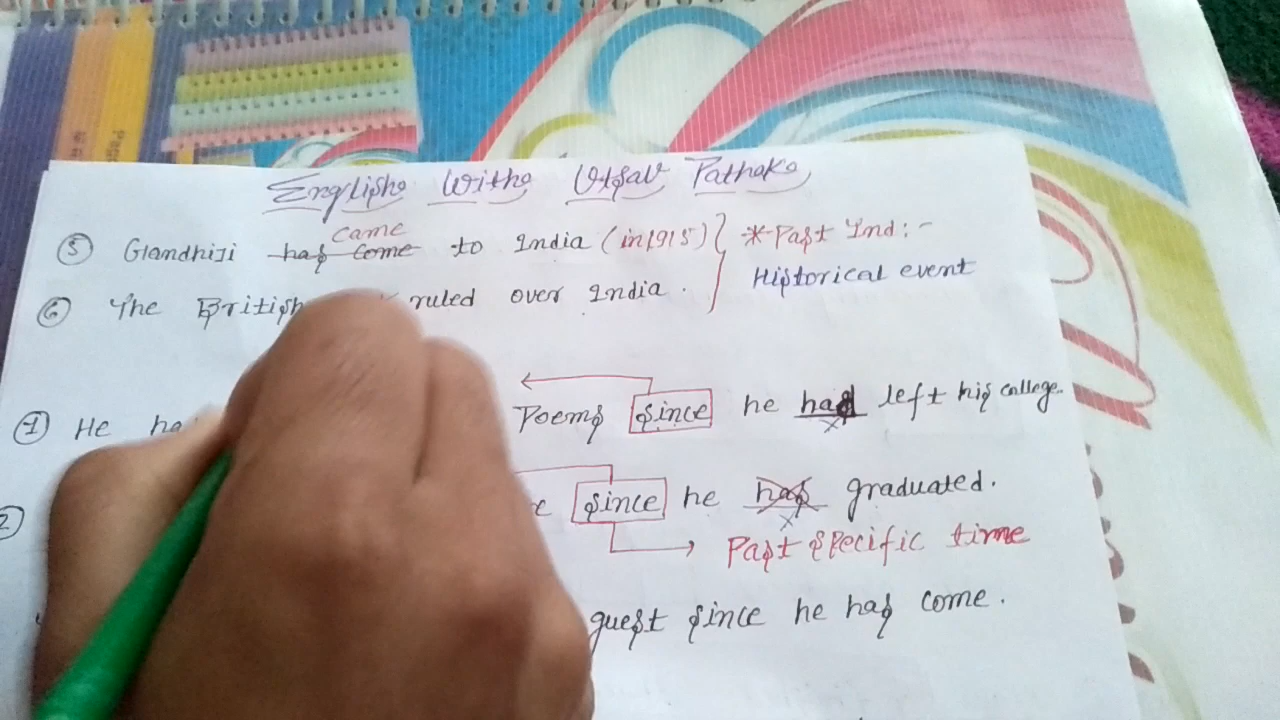 English With Utsav Pathak
came
⑤ Gandhiji has come to India (in 1915) } * Past Ind :-
Historical event
⑥ The British ruled over India.
① He ha Poems since he had left his college.
② since he has graduated.
Past specific time
guest since he has come.